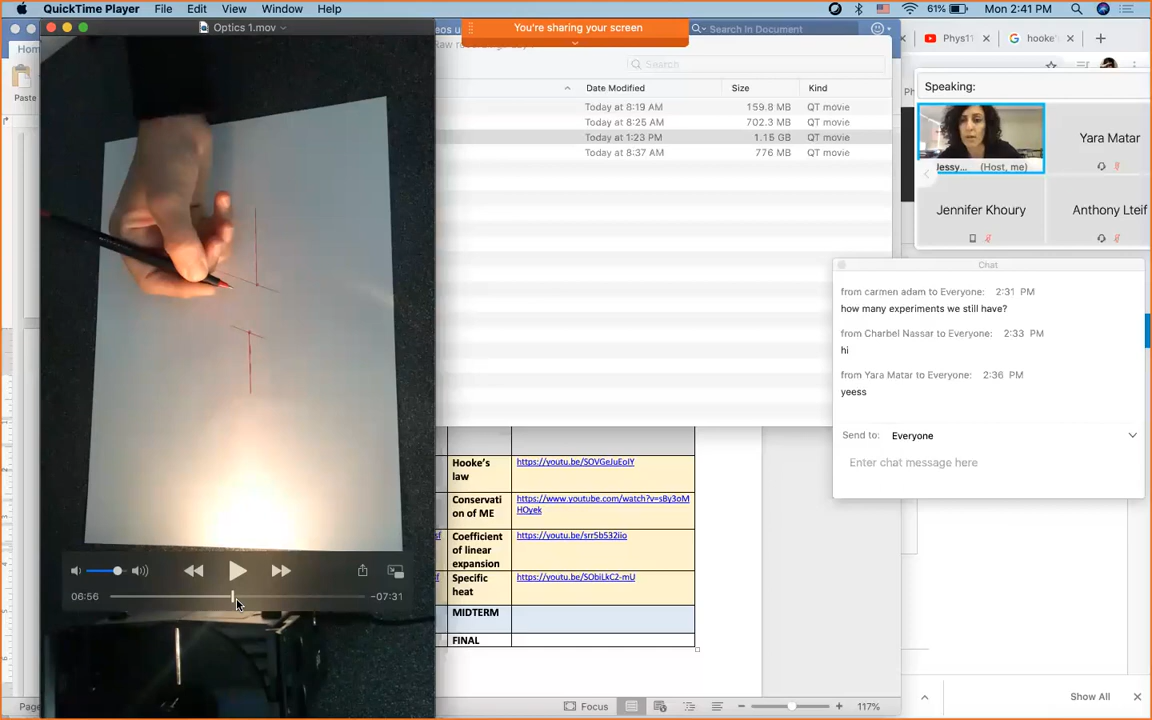 QuickTime Player File Edit View Window Help
61% Mon 2:41 PM
Optics 1.mov
You're sharing your screen
Search In Document
Phys1
hooke'
Paste
Search
Date Modified Size Kind
Today at 8:19 AM 159.8 MB QT movie
Today at 8:25 AM 702.3 MB QT movie
Today at 1:23 PM 1.15 GB QT movie
Today at 8:37 AM 776 MB QT movie
Speaking:
Jessy... (Host, me)
Yara Matar
Jennifer Khoury
Anthony Lteif
Chat
from carmen adam to Everyone: 2:31 PM
how many experiments we still have?
from Charbel Nassar to Everyone: 2:33 PM
hi
from Yara Matar to Everyone: 2:36 PM
yeess
Send to: Everyone
Enter chat message here
Hooke's
law
https://youtu.be/SOVGeJuEoIY
Conservati
on of ME
https://www.youtube.com/watch?v=sBy3oM
HOyek
Coefficient
of linear
expansion
https://youtu.be/srr5b532iio
Specific
heat
https://youtu.be/SObiLkC2-mU
MIDTERM
FINAL
06:56
-07:31
Focus
117%
Show All